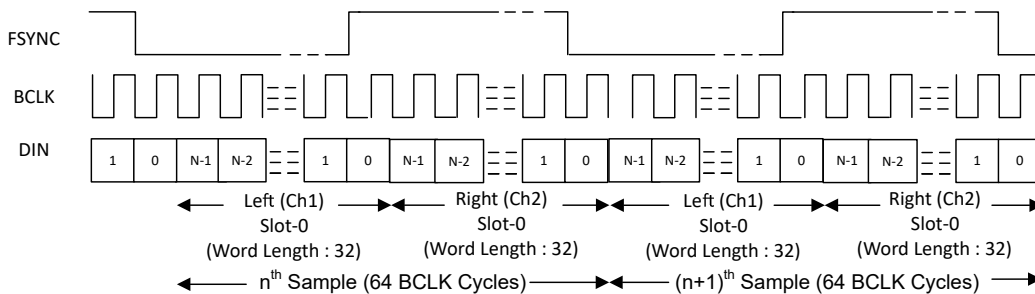 FSYNC
BCLK
DIN
1 0 N-1 N-2 1 0 N-1 N-2 1 0 N-1 N-2 1 0 N-1 N-2 1 0
Left (Ch1) Right (Ch2) Left (Ch1) Right (Ch2)
Slot-0 Slot-0 Slot-0 Slot-0
(Word Length : 32) (Word Length : 32) (Word Length : 32) (Word Length : 32)
nth Sample (64 BCLK Cycles) (n+1)th Sample (64 BCLK Cycles)